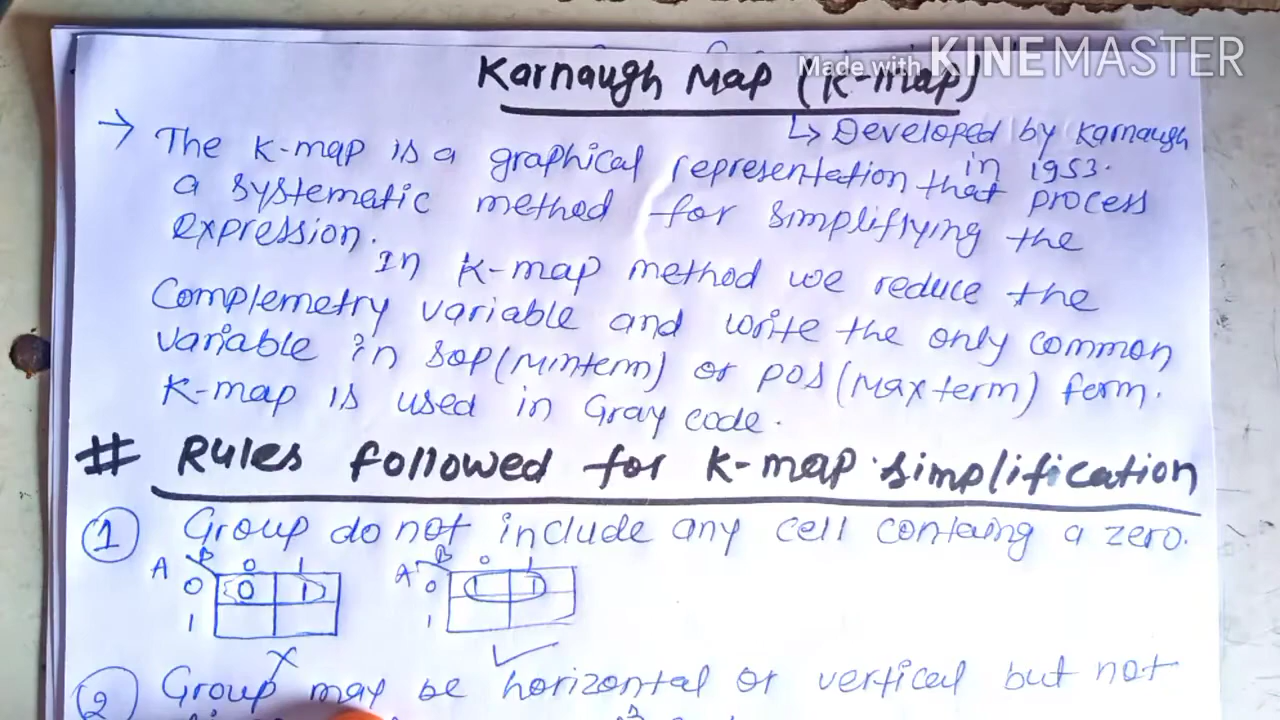 Made with KINEMASTER
Karnaugh Map (K-map)
↳ Developed by Karnaugh
in 1953.
→ The K-map is a graphical representation that process
a systematic method for simplifiying the
expression.
In K-map method we reduce the
Complemetry variable and write the only common
variable in SOP (Minterm) or POS (Maxterm) form.
K-map is used in Gray code.
# Rules followed for K-map simplification
① Group do not include any cell containg a zero.
A B 0 1
0 0 1
1
×
A B 0 1
0 1 1
1
✓
② Group may be horizontal or vertical but not